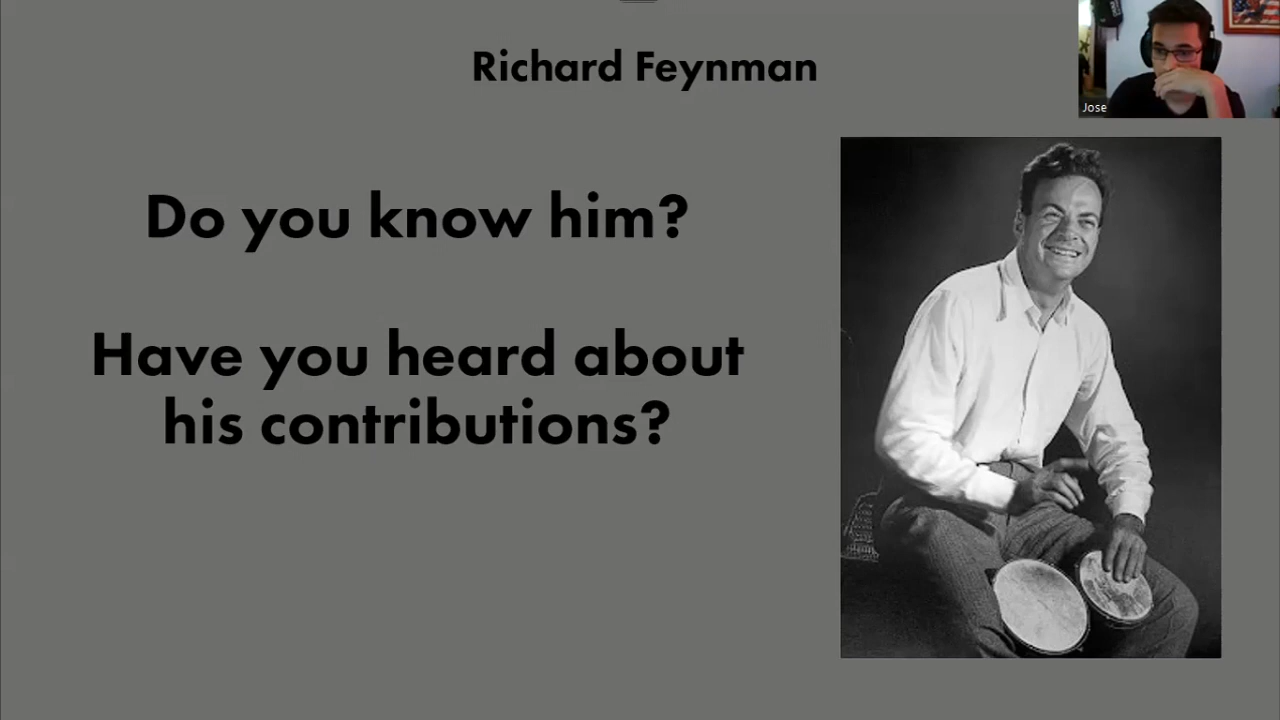 Richard Feynman
Jose
Do you know him?
Have you heard about
his contributions?